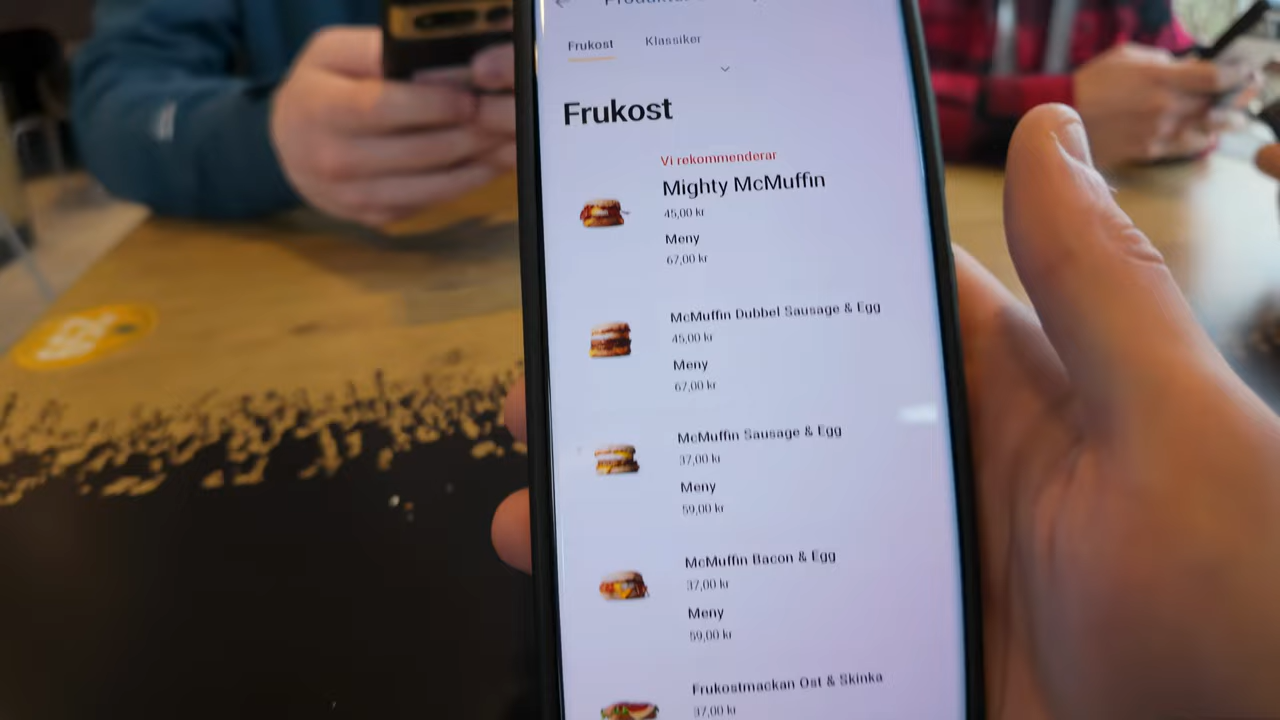 Frukost
Klassiker
Frukost
Vi rekommenderar
Mighty McMuffin
45,00 kr
Meny
67,00 kr
McMuffin Dubbel Sausage & Egg
45,00 kr
Meny
67,00 kr
McMuffin Sausage & Egg
37,00 kr
Meny
59,00 kr
McMuffin Bacon & Egg
37,00 kr
Meny
59,00 kr
Frukostmackan Ost & Skinka
37,00 kr